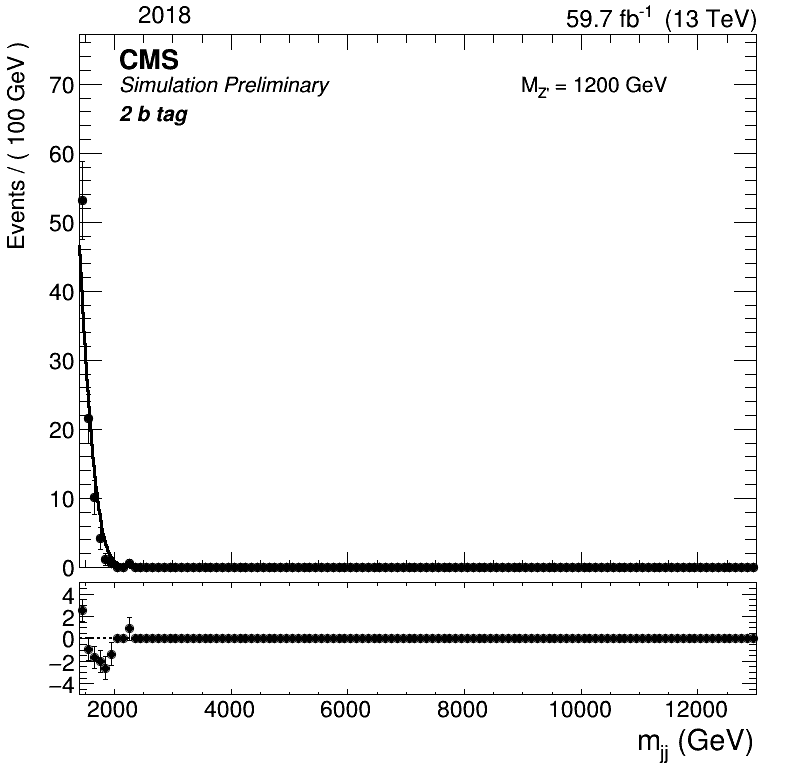 2018
59.7 fb-1 (13 TeV)
CMS
Simulation Preliminary
MZ' = 1200 GeV
2 b tag
Events / ( 100 GeV )
70
60
50
40
30
20
10
0
4
2
0
−2
−4
2000 4000 6000 8000 10000 12000
mjj (GeV)